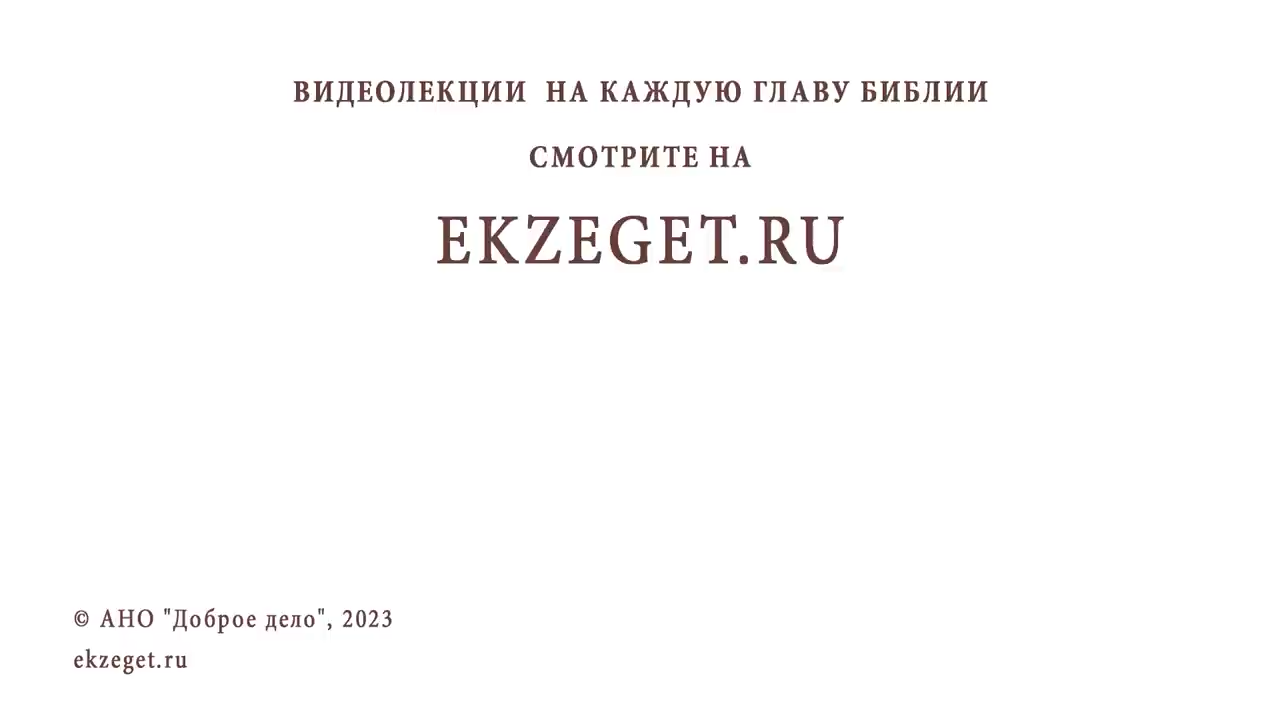 ВИДЕОЛЕКЦИИ НА КАЖДУЮ ГЛАВУ БИБЛИИ
СМОТРИТЕ НА
EKZEGET.RU
© АНО "Доброе дело", 2023
ekzeget.ru